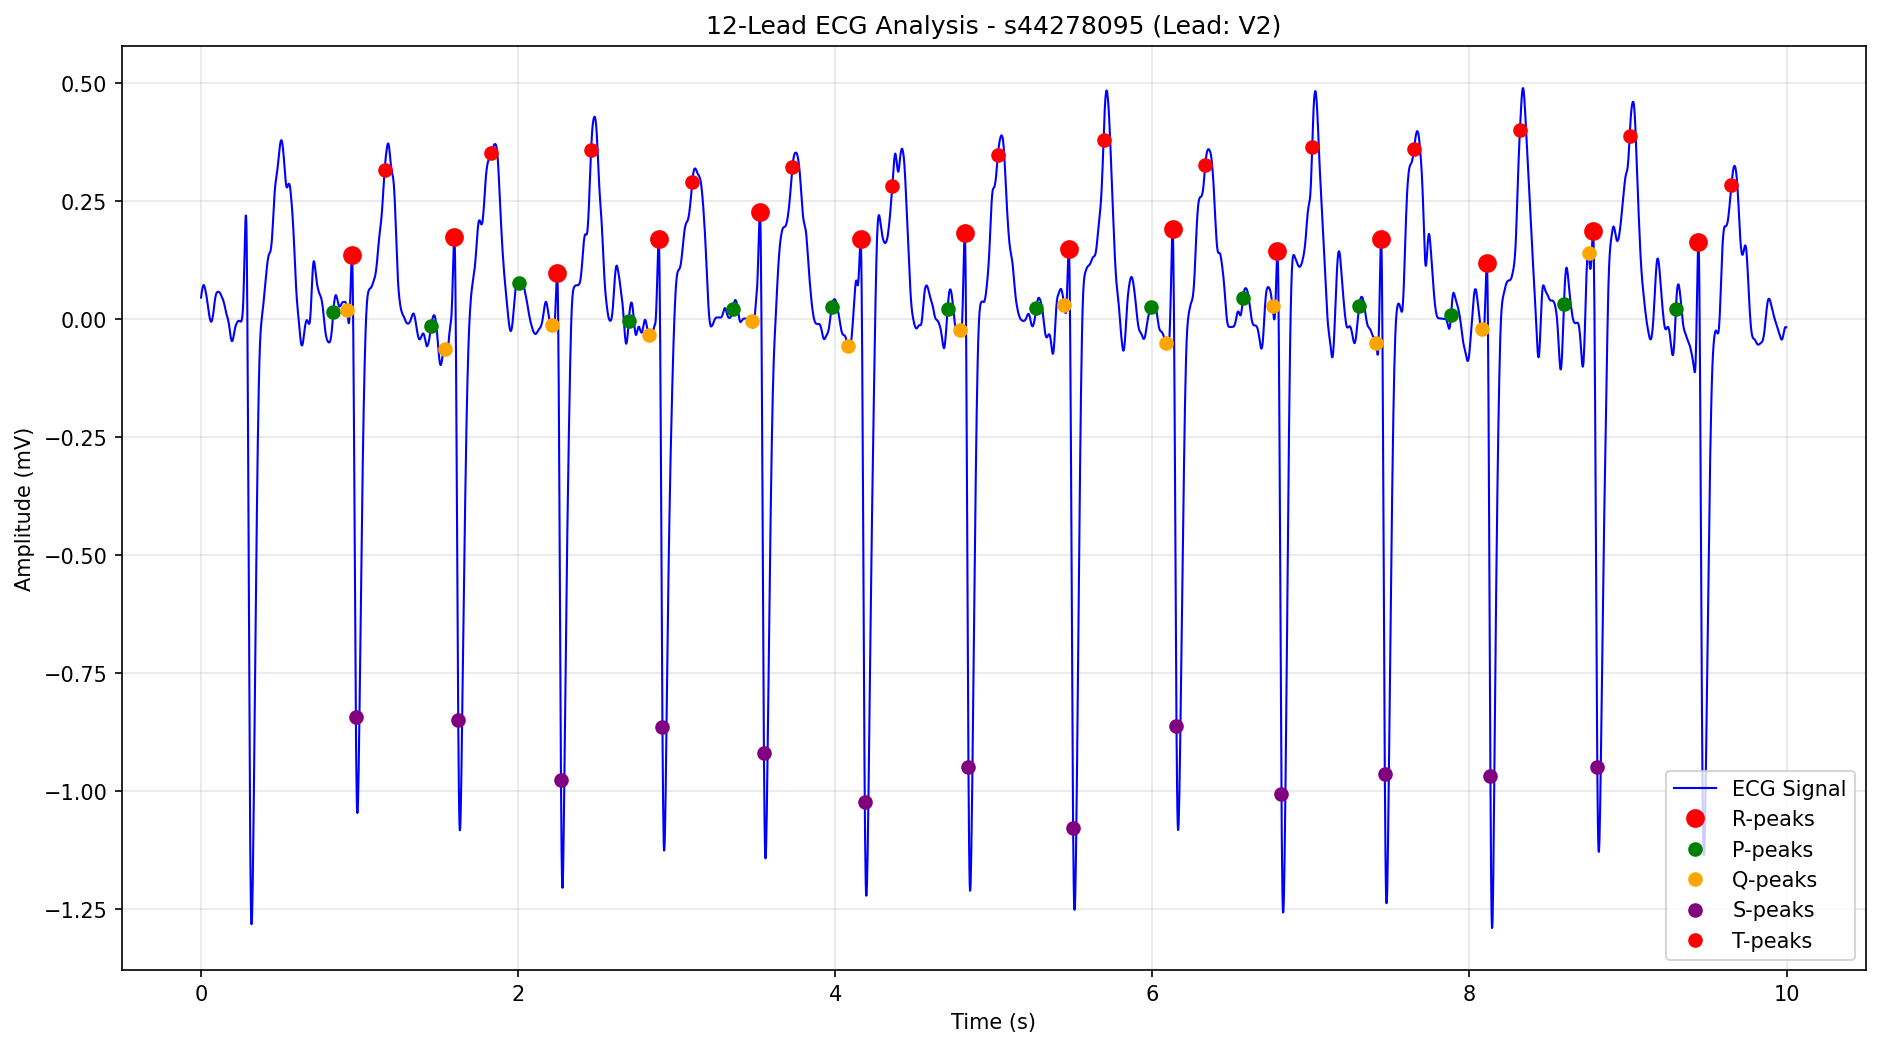 12-Lead ECG Analysis - s44278095 (Lead: V2)
Amplitude (mV)
0.50
0.25
0.00
−0.25
−0.50
−0.75
−1.00
−1.25
0
2
4
6
8
10
Time (s)
ECG Signal
R-peaks
P-peaks
Q-peaks
S-peaks
T-peaks